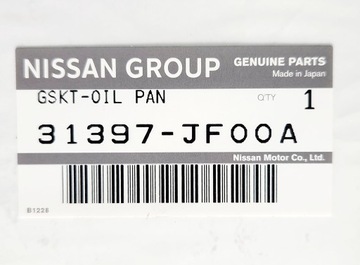 NISSAN GROUP GENUINE PARTS
Made in Japan
GSKT-OIL PAN QTY 1
31397-JF00A
Nissan Motor Co., Ltd.
B1228